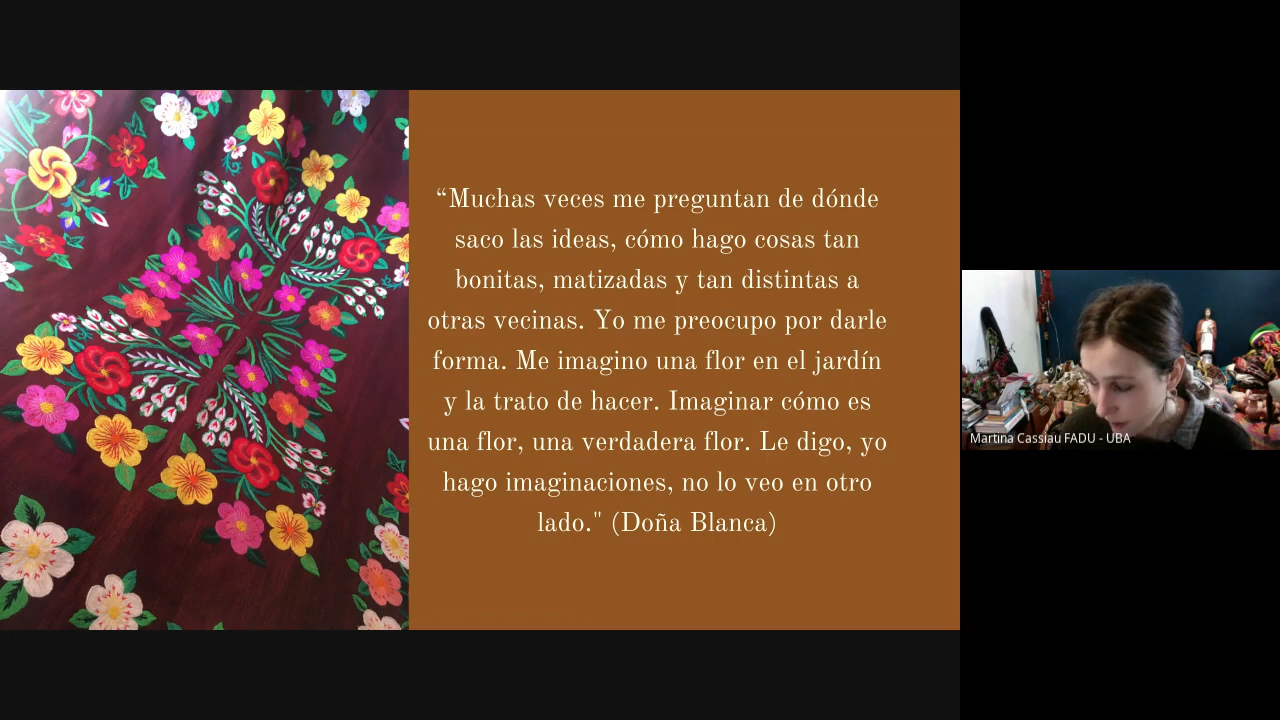 “Muchas veces me preguntan de dónde
saco las ideas, cómo hago cosas tan
bonitas, matizadas y tan distintas a
otras vecinas. Yo me preocupo por darle
forma. Me imagino una flor en el jardín
y la trato de hacer. Imaginar cómo es
una flor, una verdadera flor. Le digo, yo
hago imaginaciones, no lo veo en otro
lado." (Doña Blanca)
Martina Cassiau FADU - UBA